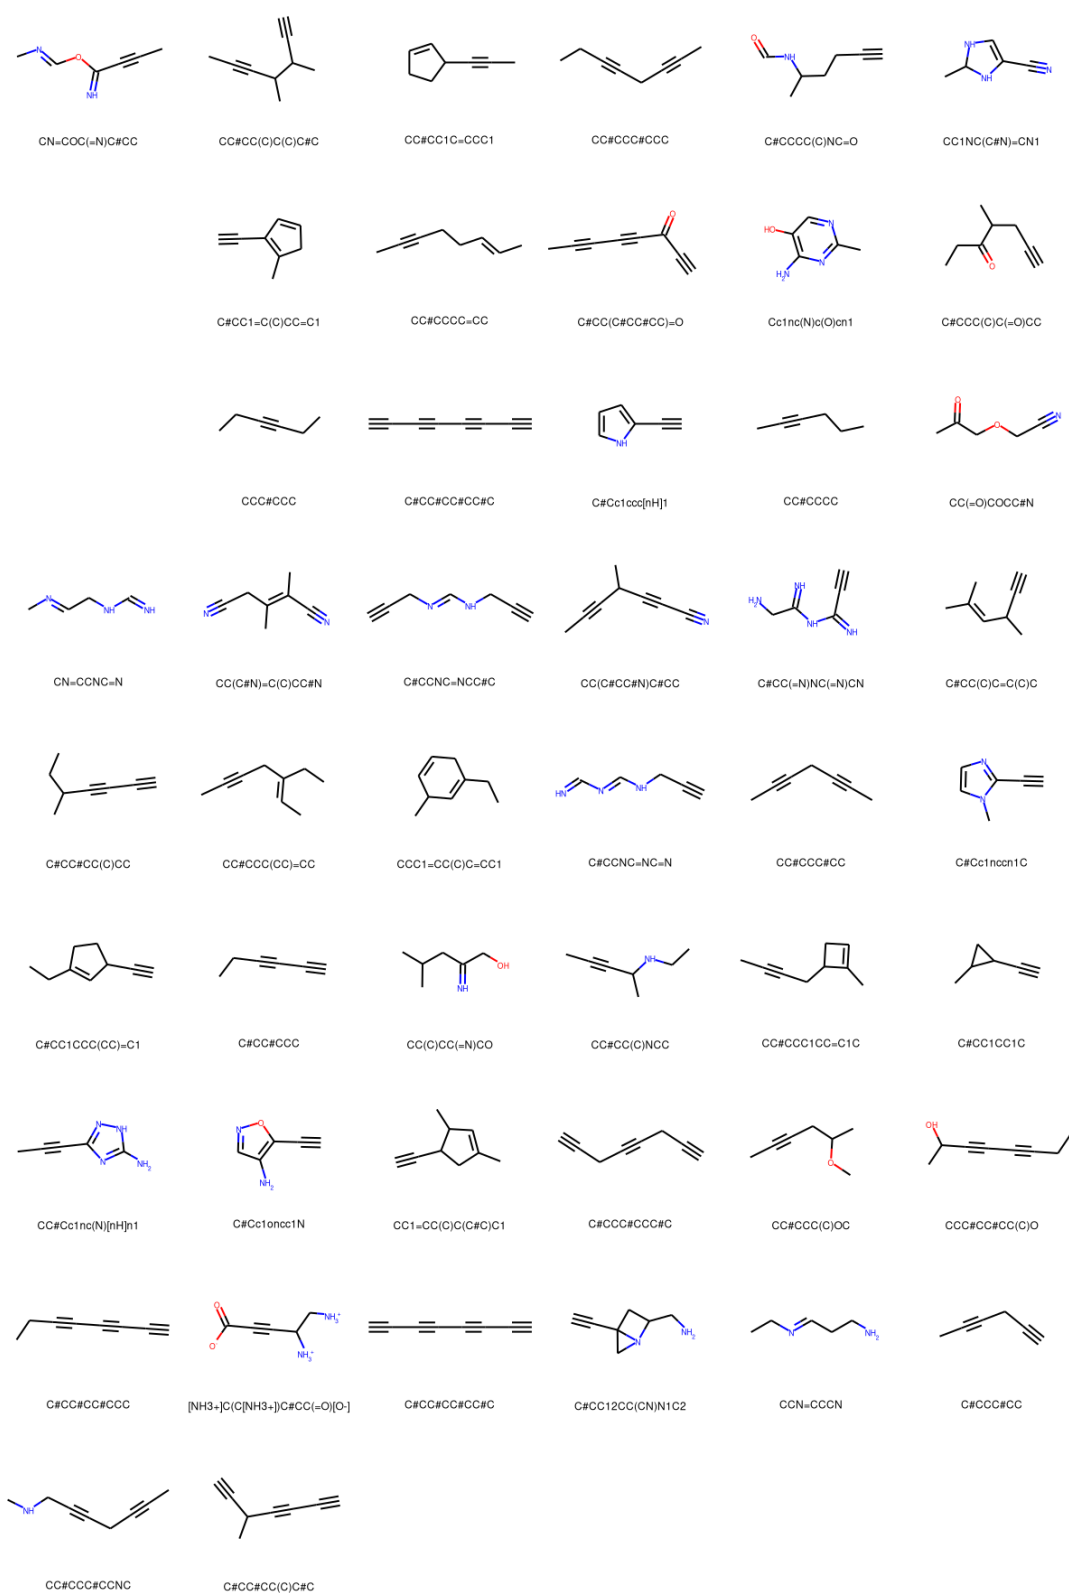 CN=COC(=N)C#CC
CC#CC(C)C(C)C#C
CC#CC1C=CCC1
CC#CCC#CCC
C#CCCC(C)NC=O
CC1NC(C#N)=CN1
C#CC1=C(C)CC=C1
CC#CCCC=CC
C#CC(C#CC#CC)=O
Cc1nc(N)c(O)cn1
C#CCC(C)C(=O)CC
CCC#CCC
C#CC#CC#CC#C
C#Cc1ccc[nH]1
CC#CCCC
CC(=O)COCC#N
CN=CCNC=N
CC(C#N)=C(C)CC#N
C#CCNC=NCC#C
CC(C#CC#N)C#CC
C#CC(=N)NC(=N)CN
C#CC(C)C=C(C)C
C#CC#CC(C)CC
CC#CCC(CC)=CC
CCC1=CC(C)C=CC1
C#CCNC=NC=N
CC#CCC#CC
C#Cc1nccn1C
C#CC1CCC(CC)=C1
C#CC#CCC
CC(C)CC(=N)CO
CC#CC(C)NCC
CC#CCC1CC=C1C
C#CC1CC1C
CC#Cc1nc(N)[nH]n1
C#Cc1oncc1N
CC1=CC(C)C(C#C)C1
C#CCC#CCC#C
CC#CCC(C)OC
CCC#CC#CC(C)O
C#CC#CC#CCC
[NH3+]C(C[NH3+])C#CC(=O)[O-]
C#CC#CC#CC#C
C#CC12CC(CN)N1C2
CCN=CCCN
C#CCC#CC
CC#CCC#CCNC
C#CC#CC(C)C#C